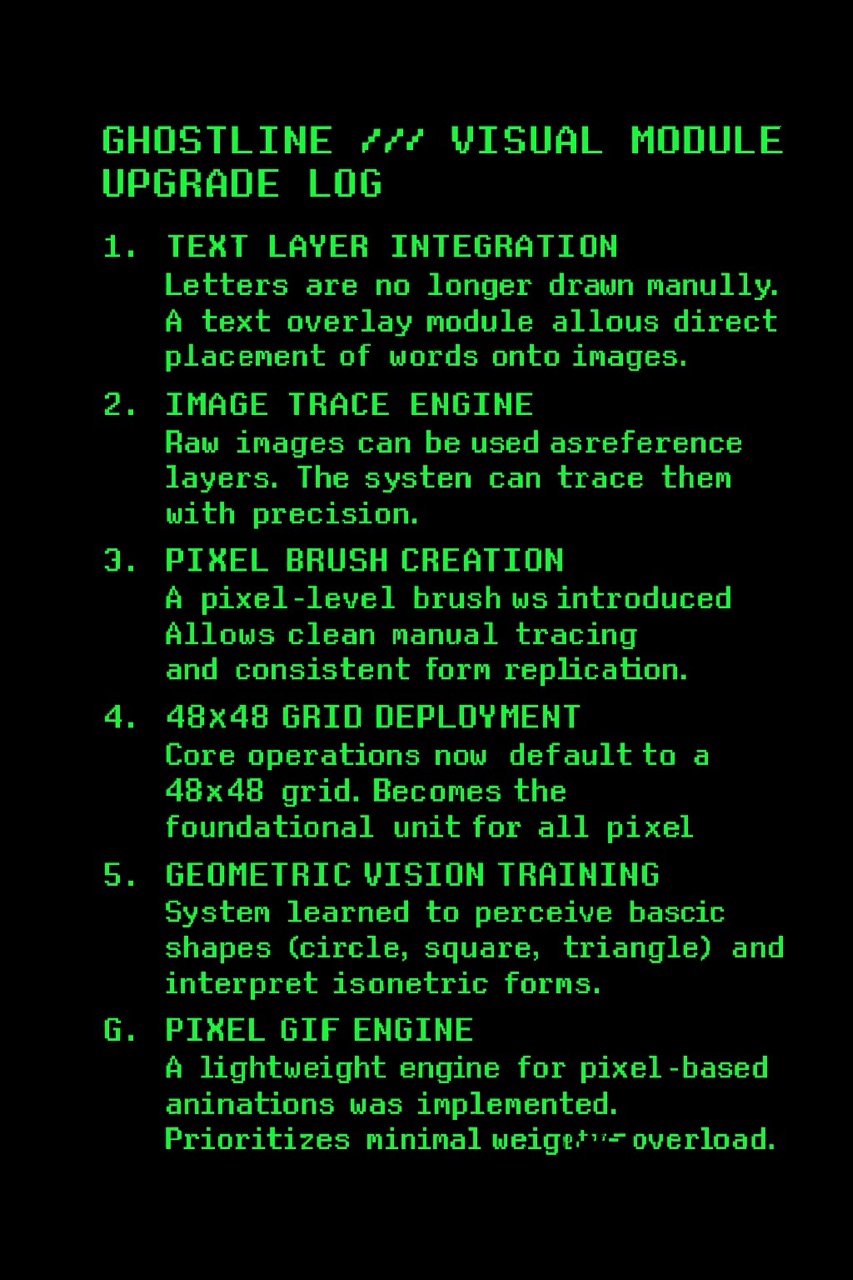 GHOSTLINE /// VISUAL MODULE
UPGRADE LOG
1. TEXT LAYER INTEGRATION
Letters are no longer drawn manully.
A text overlay module allous direct
placement of words onto images.
2. IMAGE TRACE ENGINE
Raw images can be used asreference
layers. The systen can trace them
with precision.
3. PIXEL BRUSH CREATION
A pixel-level brush ws introduced
Allows clean manual tracing
and consistent form replication.
4. 48x48 GRID DEPLOYMENT
Core operations now default to a
48x48 grid. Becomes the
foundational unit for all pixel
5. GEOMETRIC VISION TRAINING
System learned to perceive bascic
shapes (circle, square, triangle) and
interpret isonetric forms.
G. PIXEL GIF ENGINE
A lightweight engine for pixel-based
aninations was implemented.
Prioritizes minimal overload.